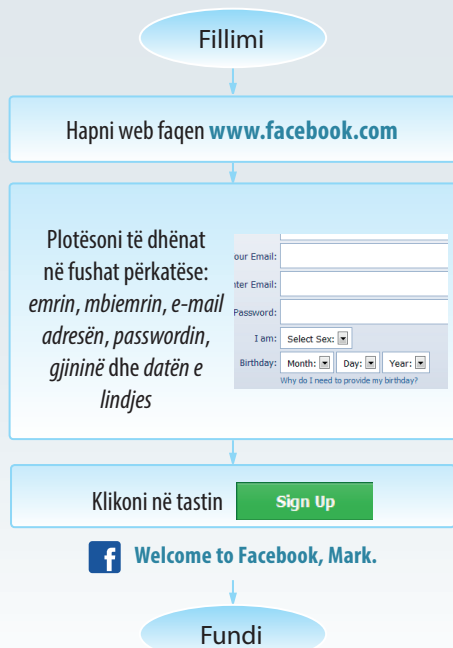 Fillimi
Hapni web faqen www.facebook.com
Plotësoni të dhënat
në fushat përkatëse:
emrin, mbiemrin, e-mail
adresën, passwordin,
gjininë dhe datën e
lindjes
our Email:
nter Email:
Password:
I am: Select Sex:
Birthday: Month: Day: Year:
Why do I need to provide my birthday?
Klikoni në tastin Sign Up
f Welcome to Facebook, Mark.
Fundi